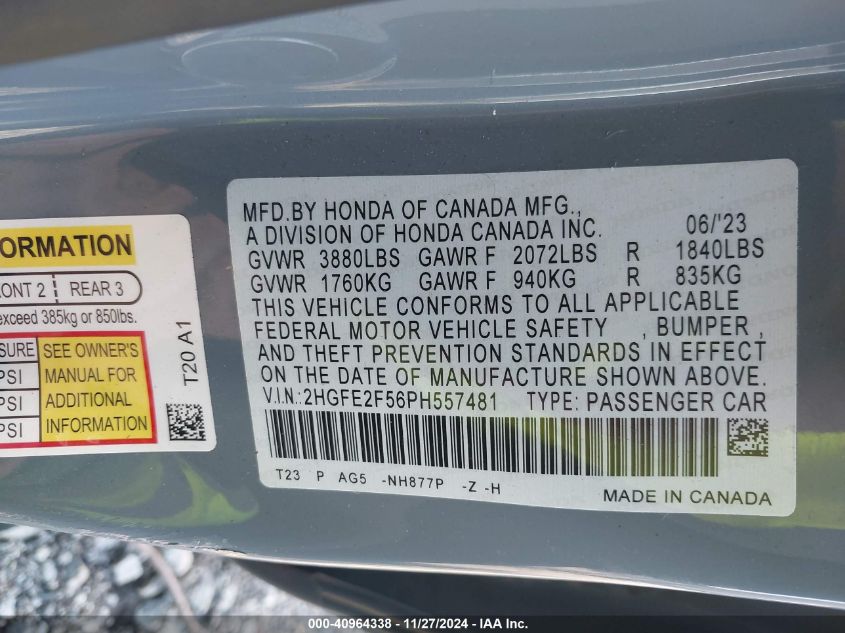 ORMATION
ONT 2 REAR 3
exceed 385kg or 850lbs.
SURE SEE OWNER'S
PSI MANUAL FOR
PSI ADDITIONAL
PSI INFORMATION
T20 A1
MFD.BY HONDA OF CANADA MFG.,
A DIVISION OF HONDA CANADA INC. 06/'23
GVWR 3880LBS GAWR F 2072LBS R 1840LBS
GVWR 1760KG GAWR F 940KG R 835KG
THIS VEHICLE CONFORMS TO ALL APPLICABLE
FEDERAL MOTOR VEHICLE SAFETY , BUMPER ,
AND THEFT PREVENTION STANDARDS IN EFFECT
ON THE DATE OF MANUFACTURE SHOWN ABOVE.
V.I.N.:2HGFE2F56PH557481 TYPE: PASSENGER CAR
T23 P AG5 -NH877P -Z -H
MADE IN CANADA
000-40964338 - 11/27/2024 - IAA Inc.